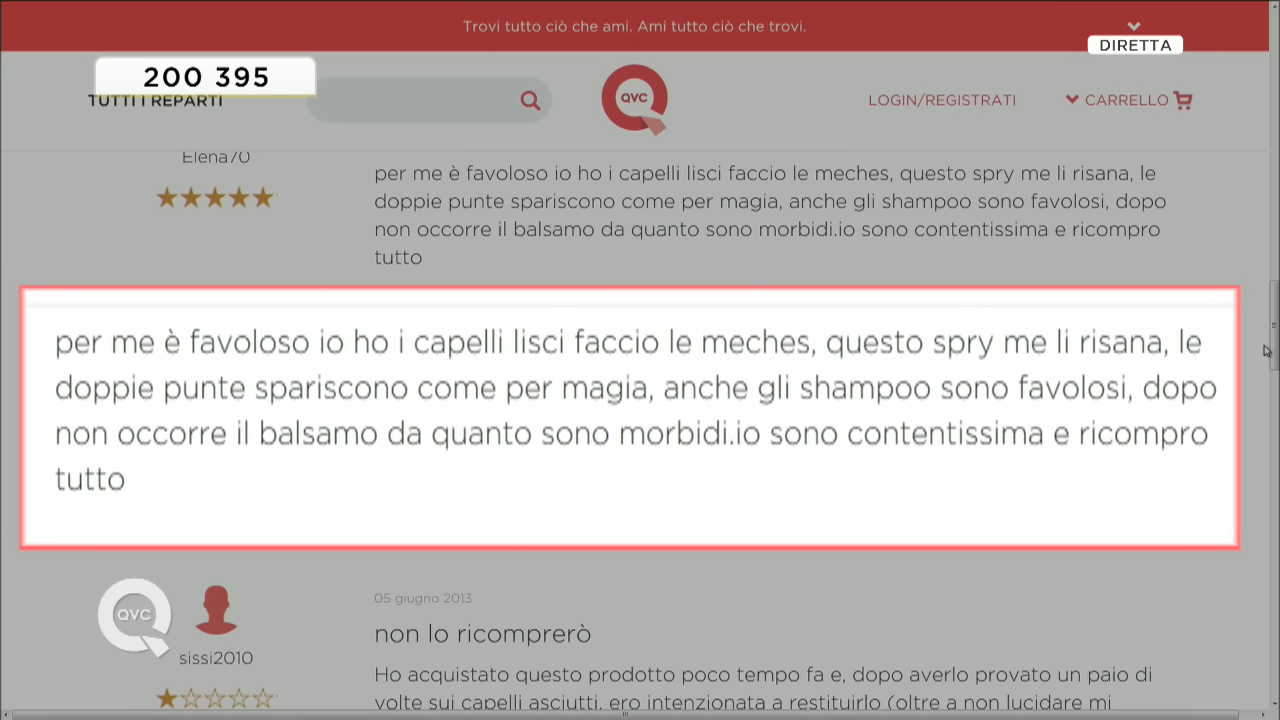 Trovi tutto ciò che ami. Ami tutto ciò che trovi.
DIRETTA
200 395
TUTTI I REPARTI
QVC
LOGIN/REGISTRATI
CARRELLO
Elena70
per me è favoloso io ho i capelli lisci faccio le meches, questo spry me li risana, le
doppie punte spariscono come per magia, anche gli shampoo sono favolosi, dopo
non occorre il balsamo da quanto sono morbidi.io sono contentissima e ricompro
tutto
per me è favoloso io ho i capelli lisci faccio le meches, questo spry me li risana, le
doppie punte spariscono come per magia, anche gli shampoo sono favolosi, dopo
non occorre il balsamo da quanto sono morbidi.io sono contentissima e ricompro
tutto
QVC
sissi2010
05 giugno 2013
non lo ricomprerò
Ho acquistato questo prodotto poco tempo fa e, dopo averlo provato un paio di
volte sui capelli asciutti, ero intenzionata a restituirlo (oltre a non lucidare mi